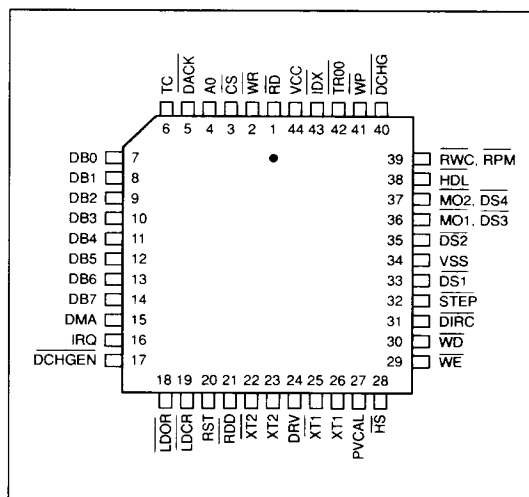 TC DACK A0 CS WR RD VCC IDX TR00 WP DCHG
6 5 4 3 2 1 44 43 42 41 40
DB0 7
DB1 8
DB2 9
DB3 10
DB4 11
DB5 12
DB6 13
DB7 14
DMA 15
IRQ 16
DCHGEN 17
39 RWC, RPM
38 HDL
37 MO2, DS4
36 MO1, DS3
35 DS2
34 VSS
33 DS1
32 STEP
31 DIRC
30 WD
29 WE
18 19 20 21 22 23 24 25 26 27 28
LDOR LDCR RST RDD XT2 XT2 DRV XT1 XT1 PVCAL HS